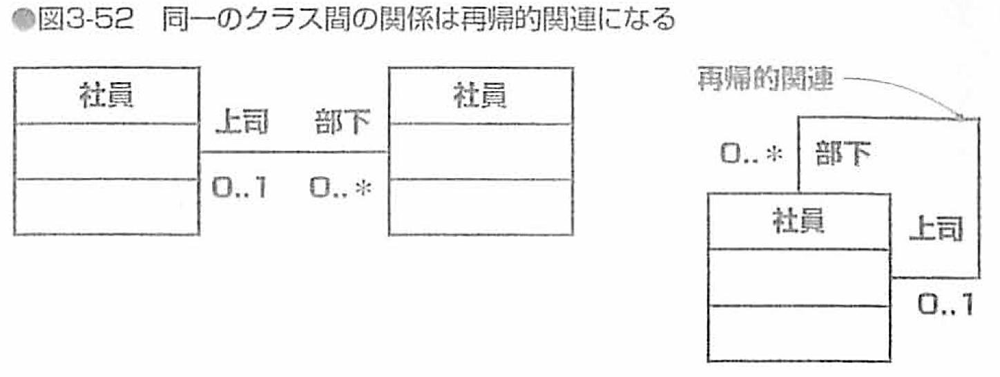 ●図3-52　同一のクラス間の関係は再帰的関連になる
社員
上司　部下
0..1　0..*
社員
再帰的関連
0..*　部下
社員
上司
0..1